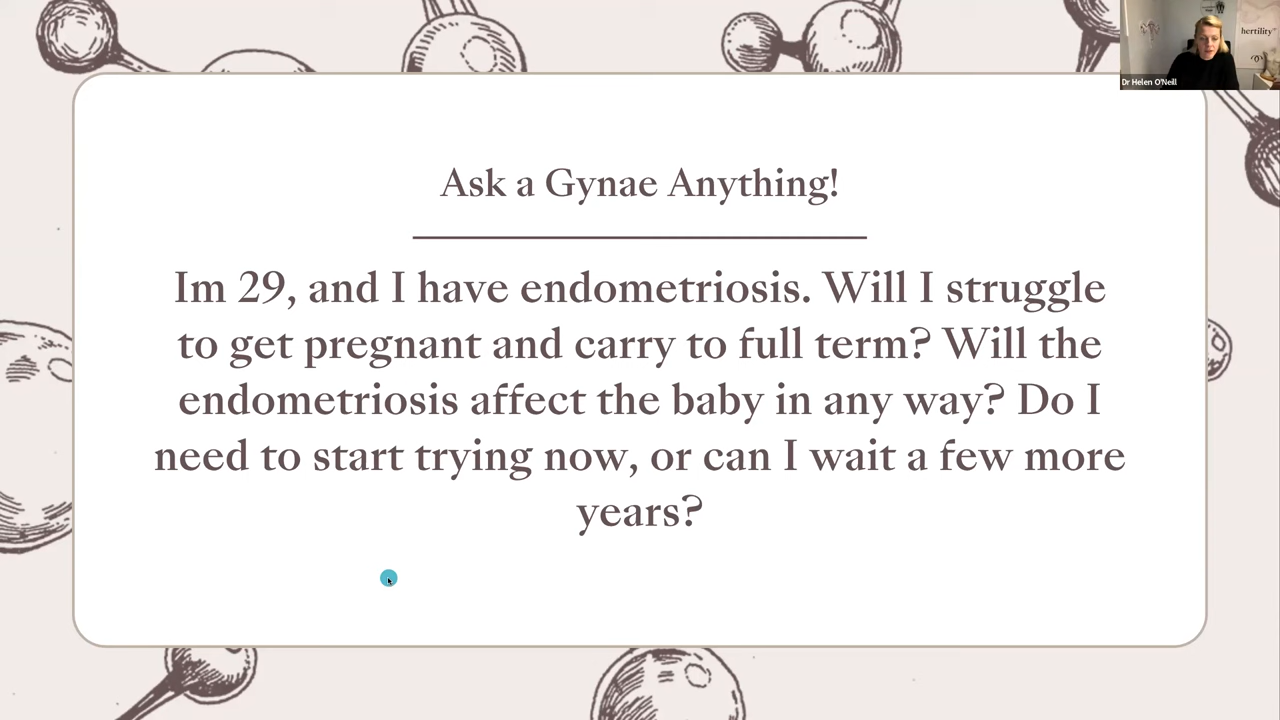 hertility
Dr Helen O'Neill
Ask a Gynae Anything!
Im 29, and I have endometriosis. Will I struggle
to get pregnant and carry to full term? Will the
endometriosis affect the baby in any way? Do I
need to start trying now, or can I wait a few more
years?